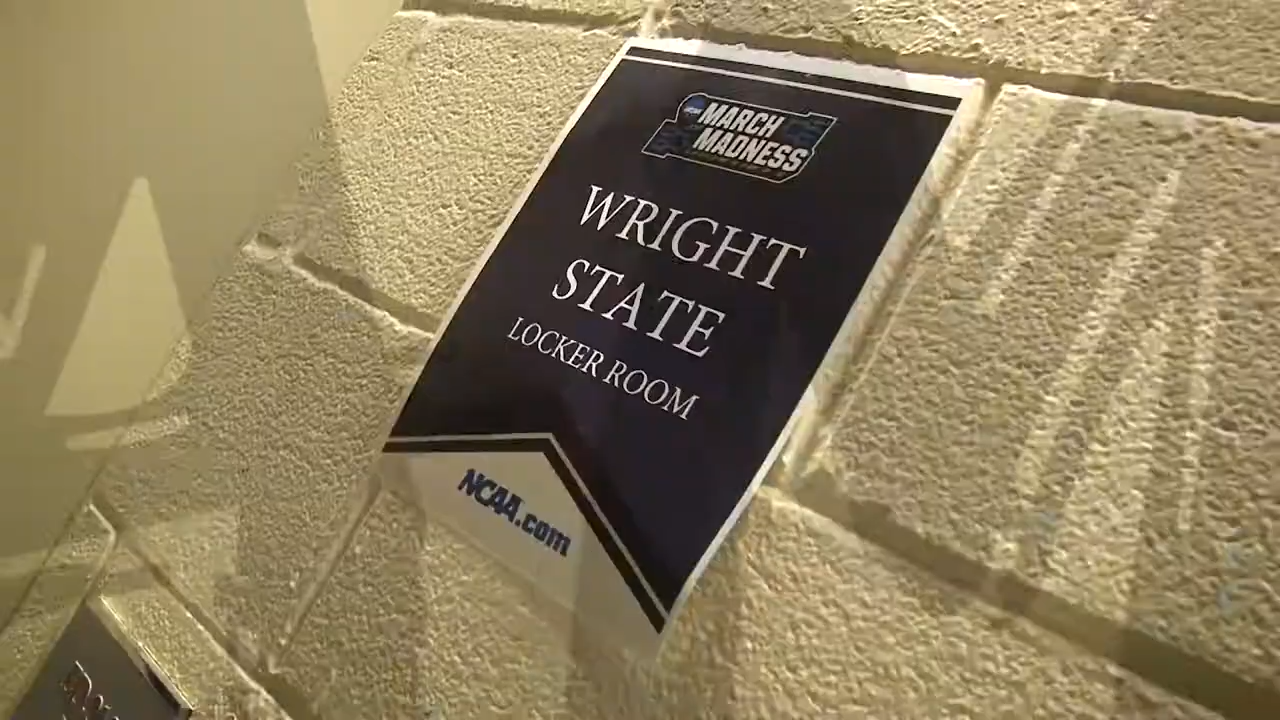 MARCH
MADNESS
WRIGHT
STATE
LOCKER ROOM
NCAA.com